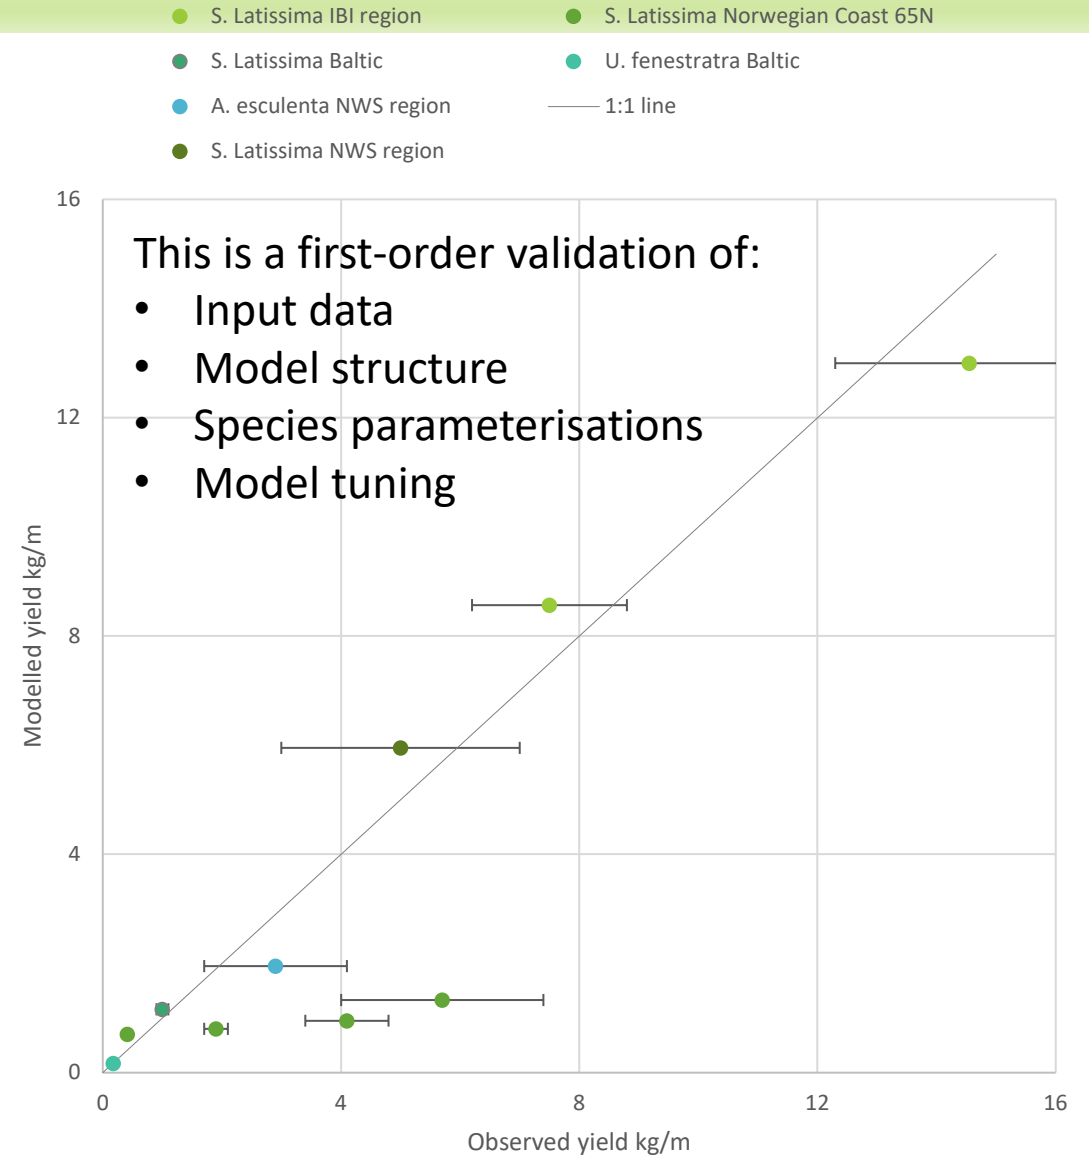 S. Latissima IBI region
S. Latissima Norwegian Coast 65N
S. Latissima Baltic
U. fenestratra Baltic
A. esculenta NWS region
1:1 line
S. Latissima NWS region
16
This is a first-order validation of:
• Input data
• Model structure
12
• Species parameterisations
• Model tuning
Modelled yield kg/m
8
4
0
0 4 8 12 16
Observed yield kg/m